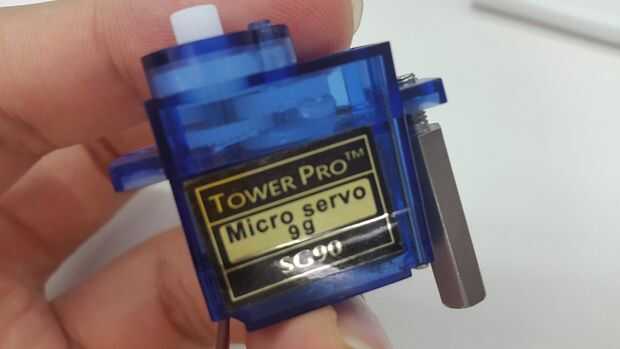 TOWER PRO™
Micro servo
9g
SG90